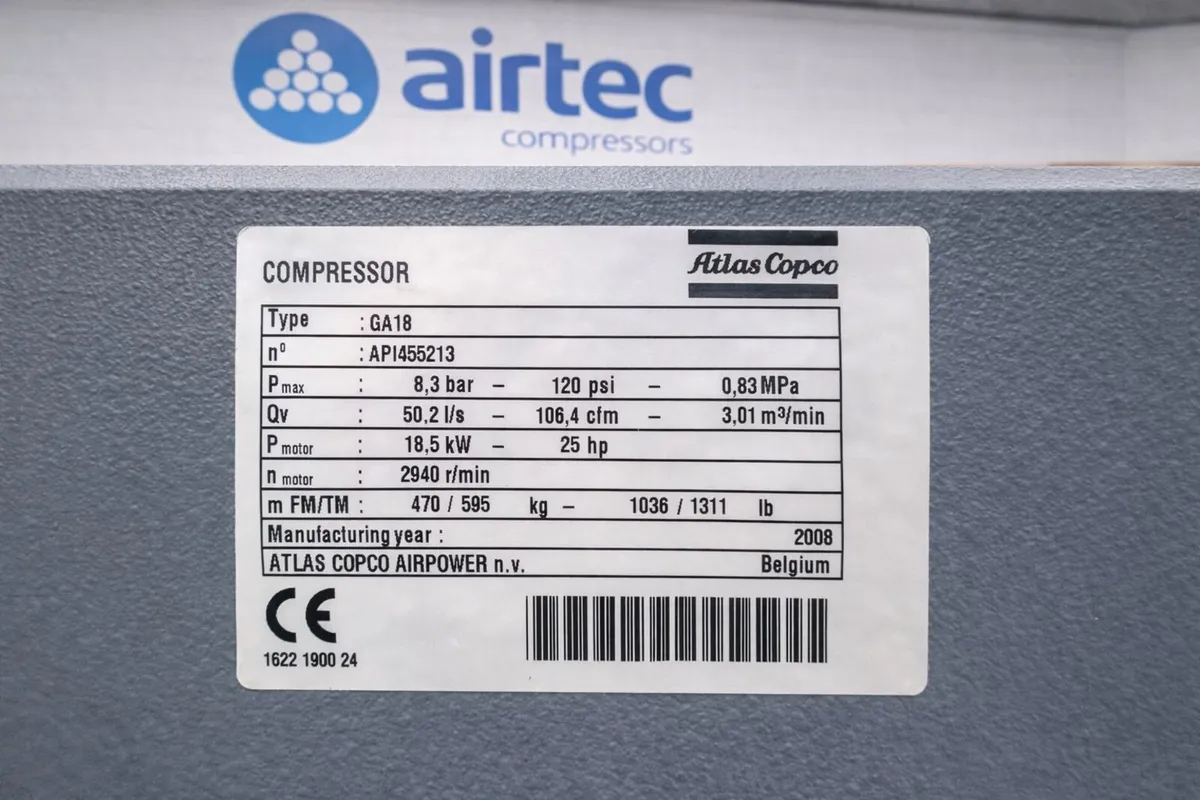 airtec
compressors
Atlas Copco
COMPRESSOR
Type : GA18
nº : API455213
Pmax : 8,3 bar – 120 psi – 0,83 MPa
Qv : 50,2 l/s – 106,4 cfm – 3,01 m³/min
P motor : 18,5 kW – 25 hp
n motor : 2940 r/min
m FM/TM : 470 / 595 kg – 1036 / 1311 lb
Manufacturing year : 2008
ATLAS COPCO AIRPOWER n.v. Belgium
CE
1622 1900 24